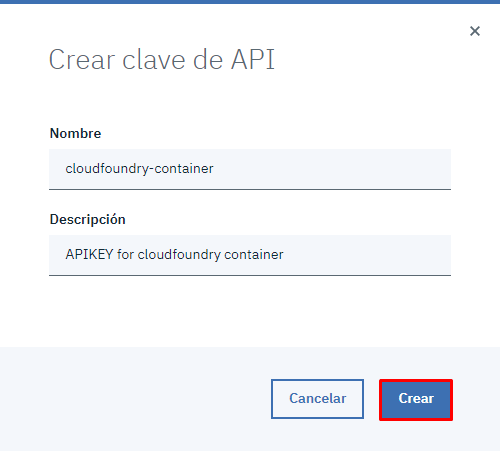 Crear clave de API
Nombre
cloudfoundry-container
Descripción
APIKEY for cloudfoundry container
Cancelar
Crear